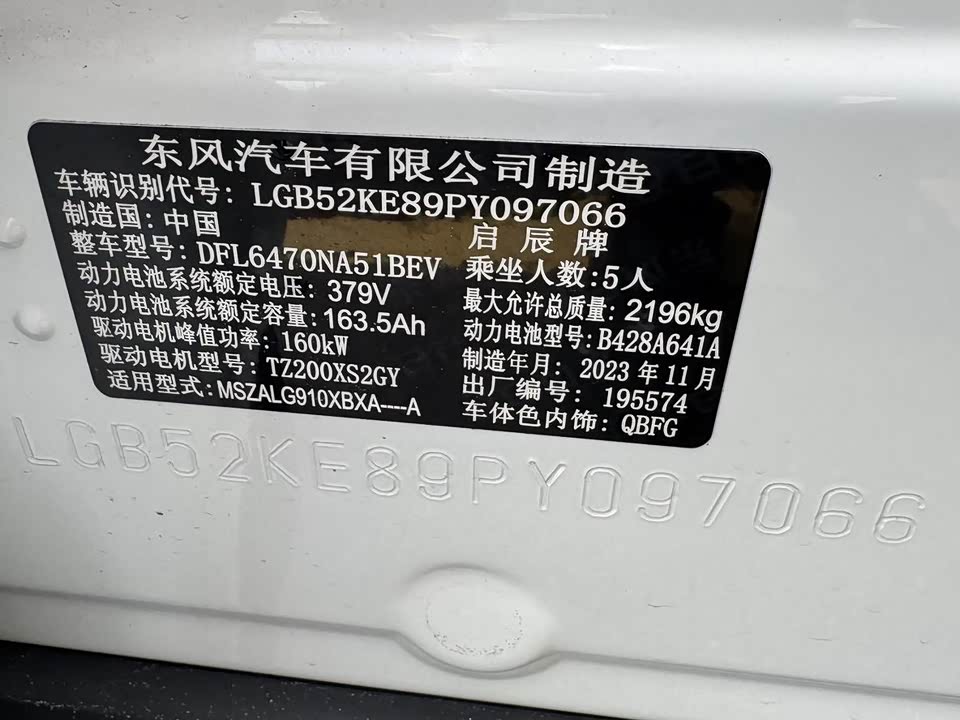 东风汽车有限公司制造
车辆识别代号: LGB52KE89PY097066
制造国: 中国 启辰牌
整车型号: DFL6470NA51BEV 乘坐人数:5人
动力电池系统额定电压: 379V 最大允许总质量: 2196kg
动力电池系统额定容量: 163.5Ah 动力电池型号: B428A641A
驱动电机峰值功率: 160kW 制造年月: 2023 年 11 月
驱动电机型号: TZ200XS2GY 出厂编号: 195574
适用型式: MSZALG910XBXA----A 车体色内饰: QBFG
LGB52KE89PY097066